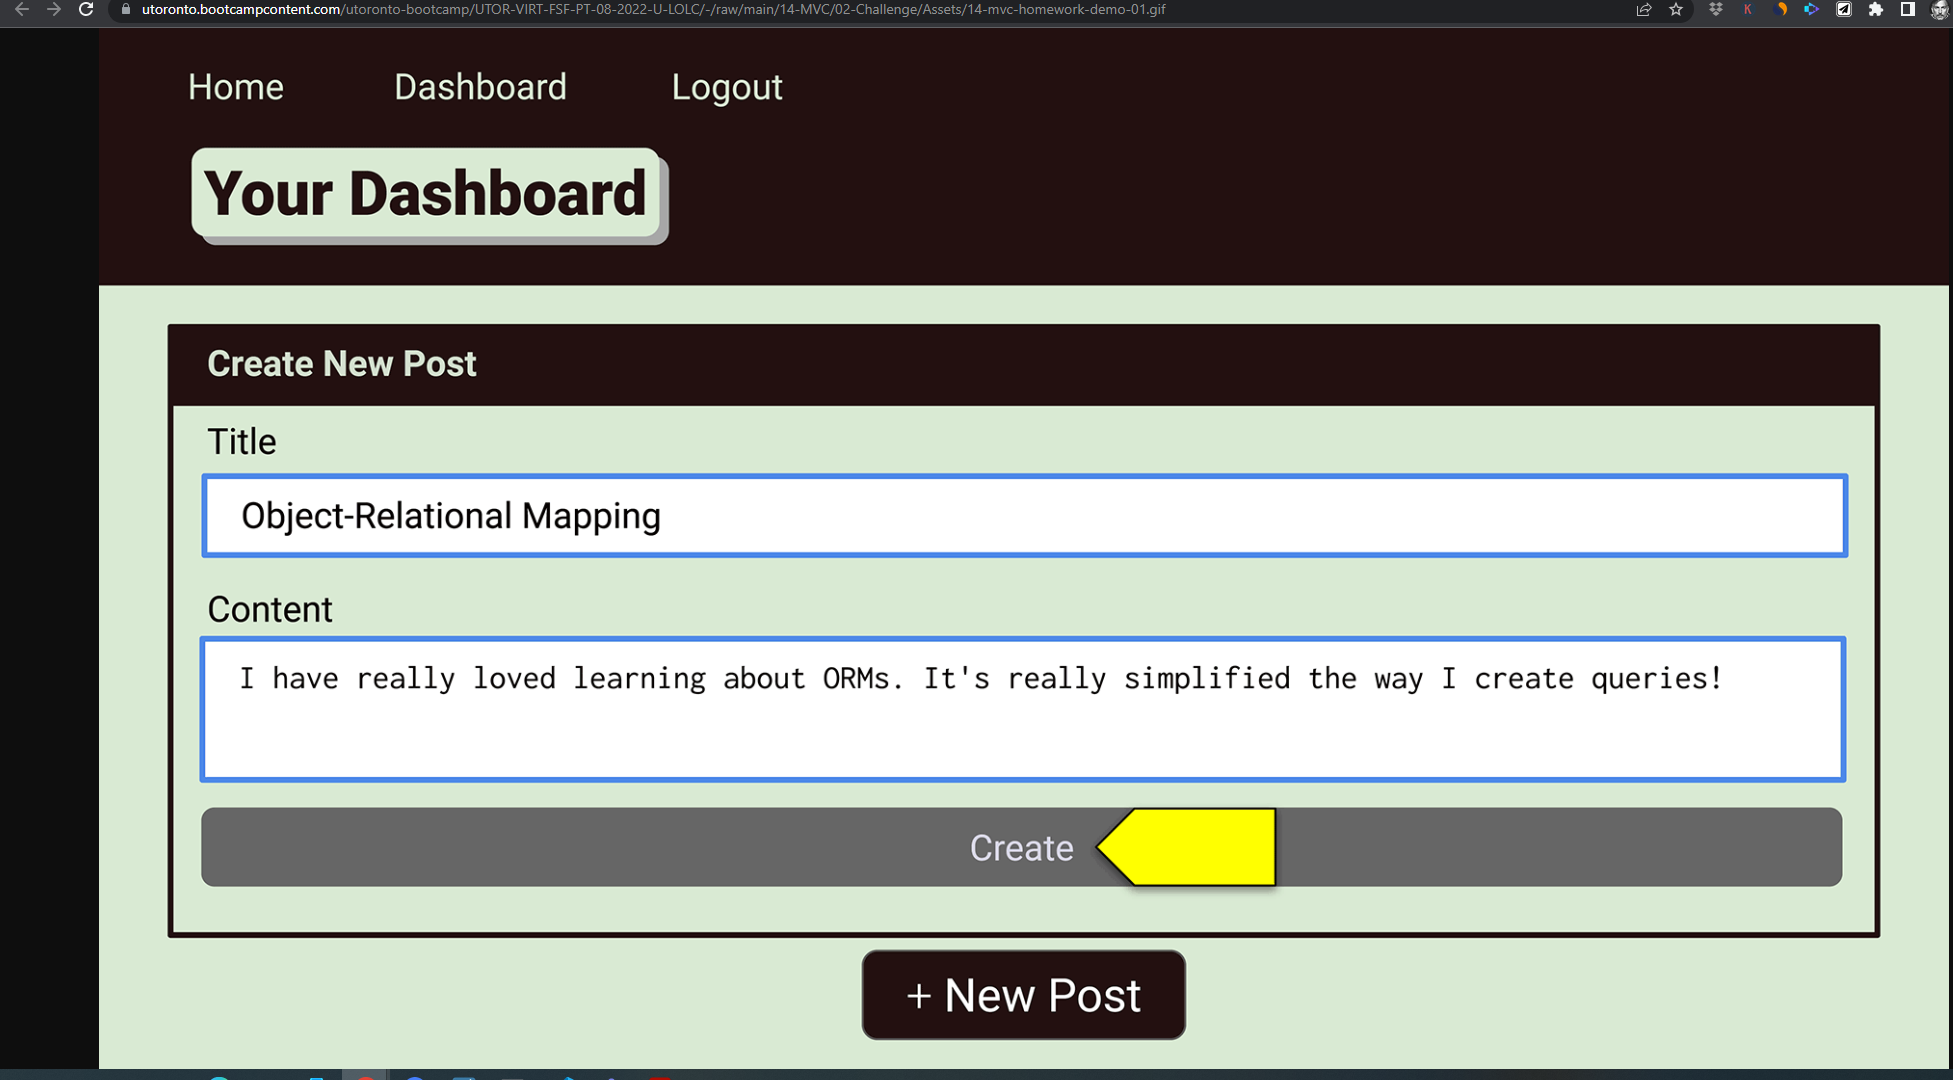 utoronto.bootcampcontent.com/utoronto-bootcamp/UTOR-VIRT-FSF-PT-08-2022-U-LOLC/-/raw/main/14-MVC/02-Challenge/Assets/14-mvc-homework-demo-01.gif
K
Home Dashboard Logout
Your Dashboard
Create New Post
Title
Object-Relational Mapping
Content
I have really loved learning about ORMs. It's really simplified the way I create queries!
Create
+ New Post